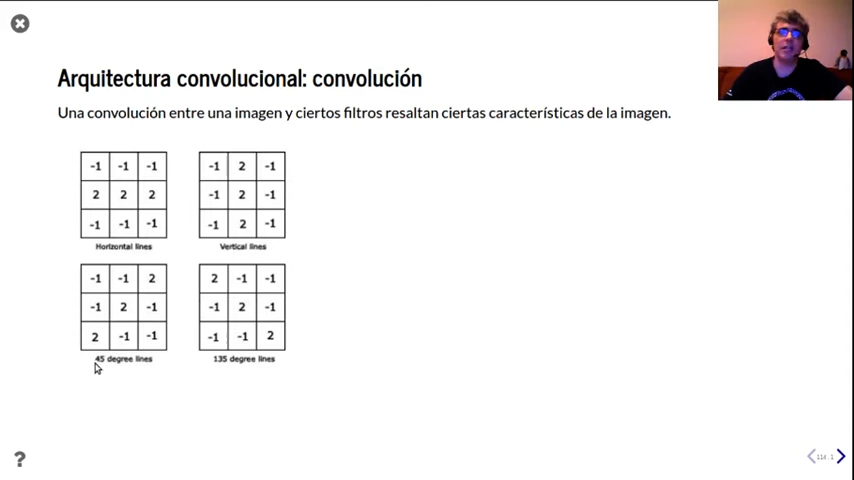 Arquitectura convolucional: convolución
Una convolución entre una imagen y ciertos filtros resaltan ciertas características de la imagen.
-1 -1 -1
2 2 2
-1 -1 -1
Horizontal lines
-1 2 -1
-1 2 -1
-1 2 -1
Vertical lines
-1 -1 2
-1 2 -1
2 -1 -1
45 degree lines
2 -1 -1
-1 2 -1
-1 -1 2
135 degree lines
?